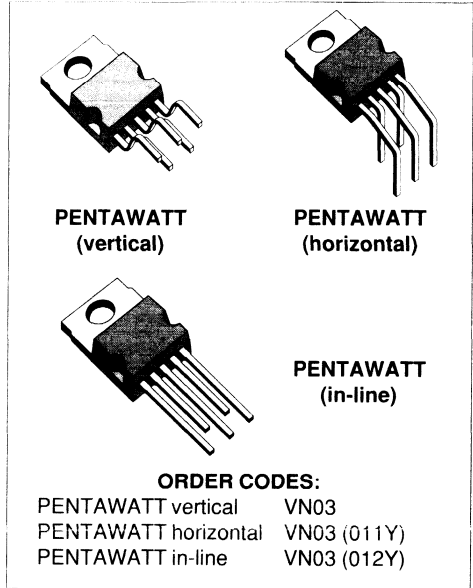 PENTAWATT
(vertical)
PENTAWATT
(horizontal)
PENTAWATT
(in-line)
ORDER CODES:
PENTAWATT vertical VN03
PENTAWATT horizontal VN03 (011Y)
PENTAWATT in-line VN03 (012Y)